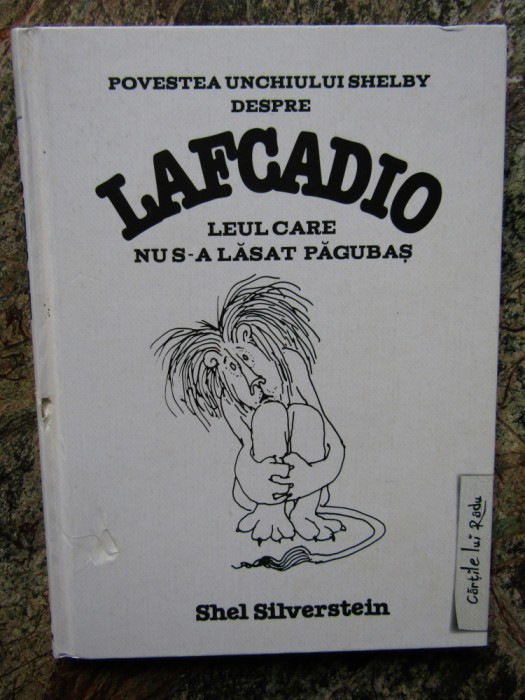 POVESTEA UNCHIULUI SHELBY
DESPRE
LAFCADIO
LEUL CARE
NU S-A LĂSAT PĂGUBAȘ
Shel Silverstein
Cărțile lui Radu